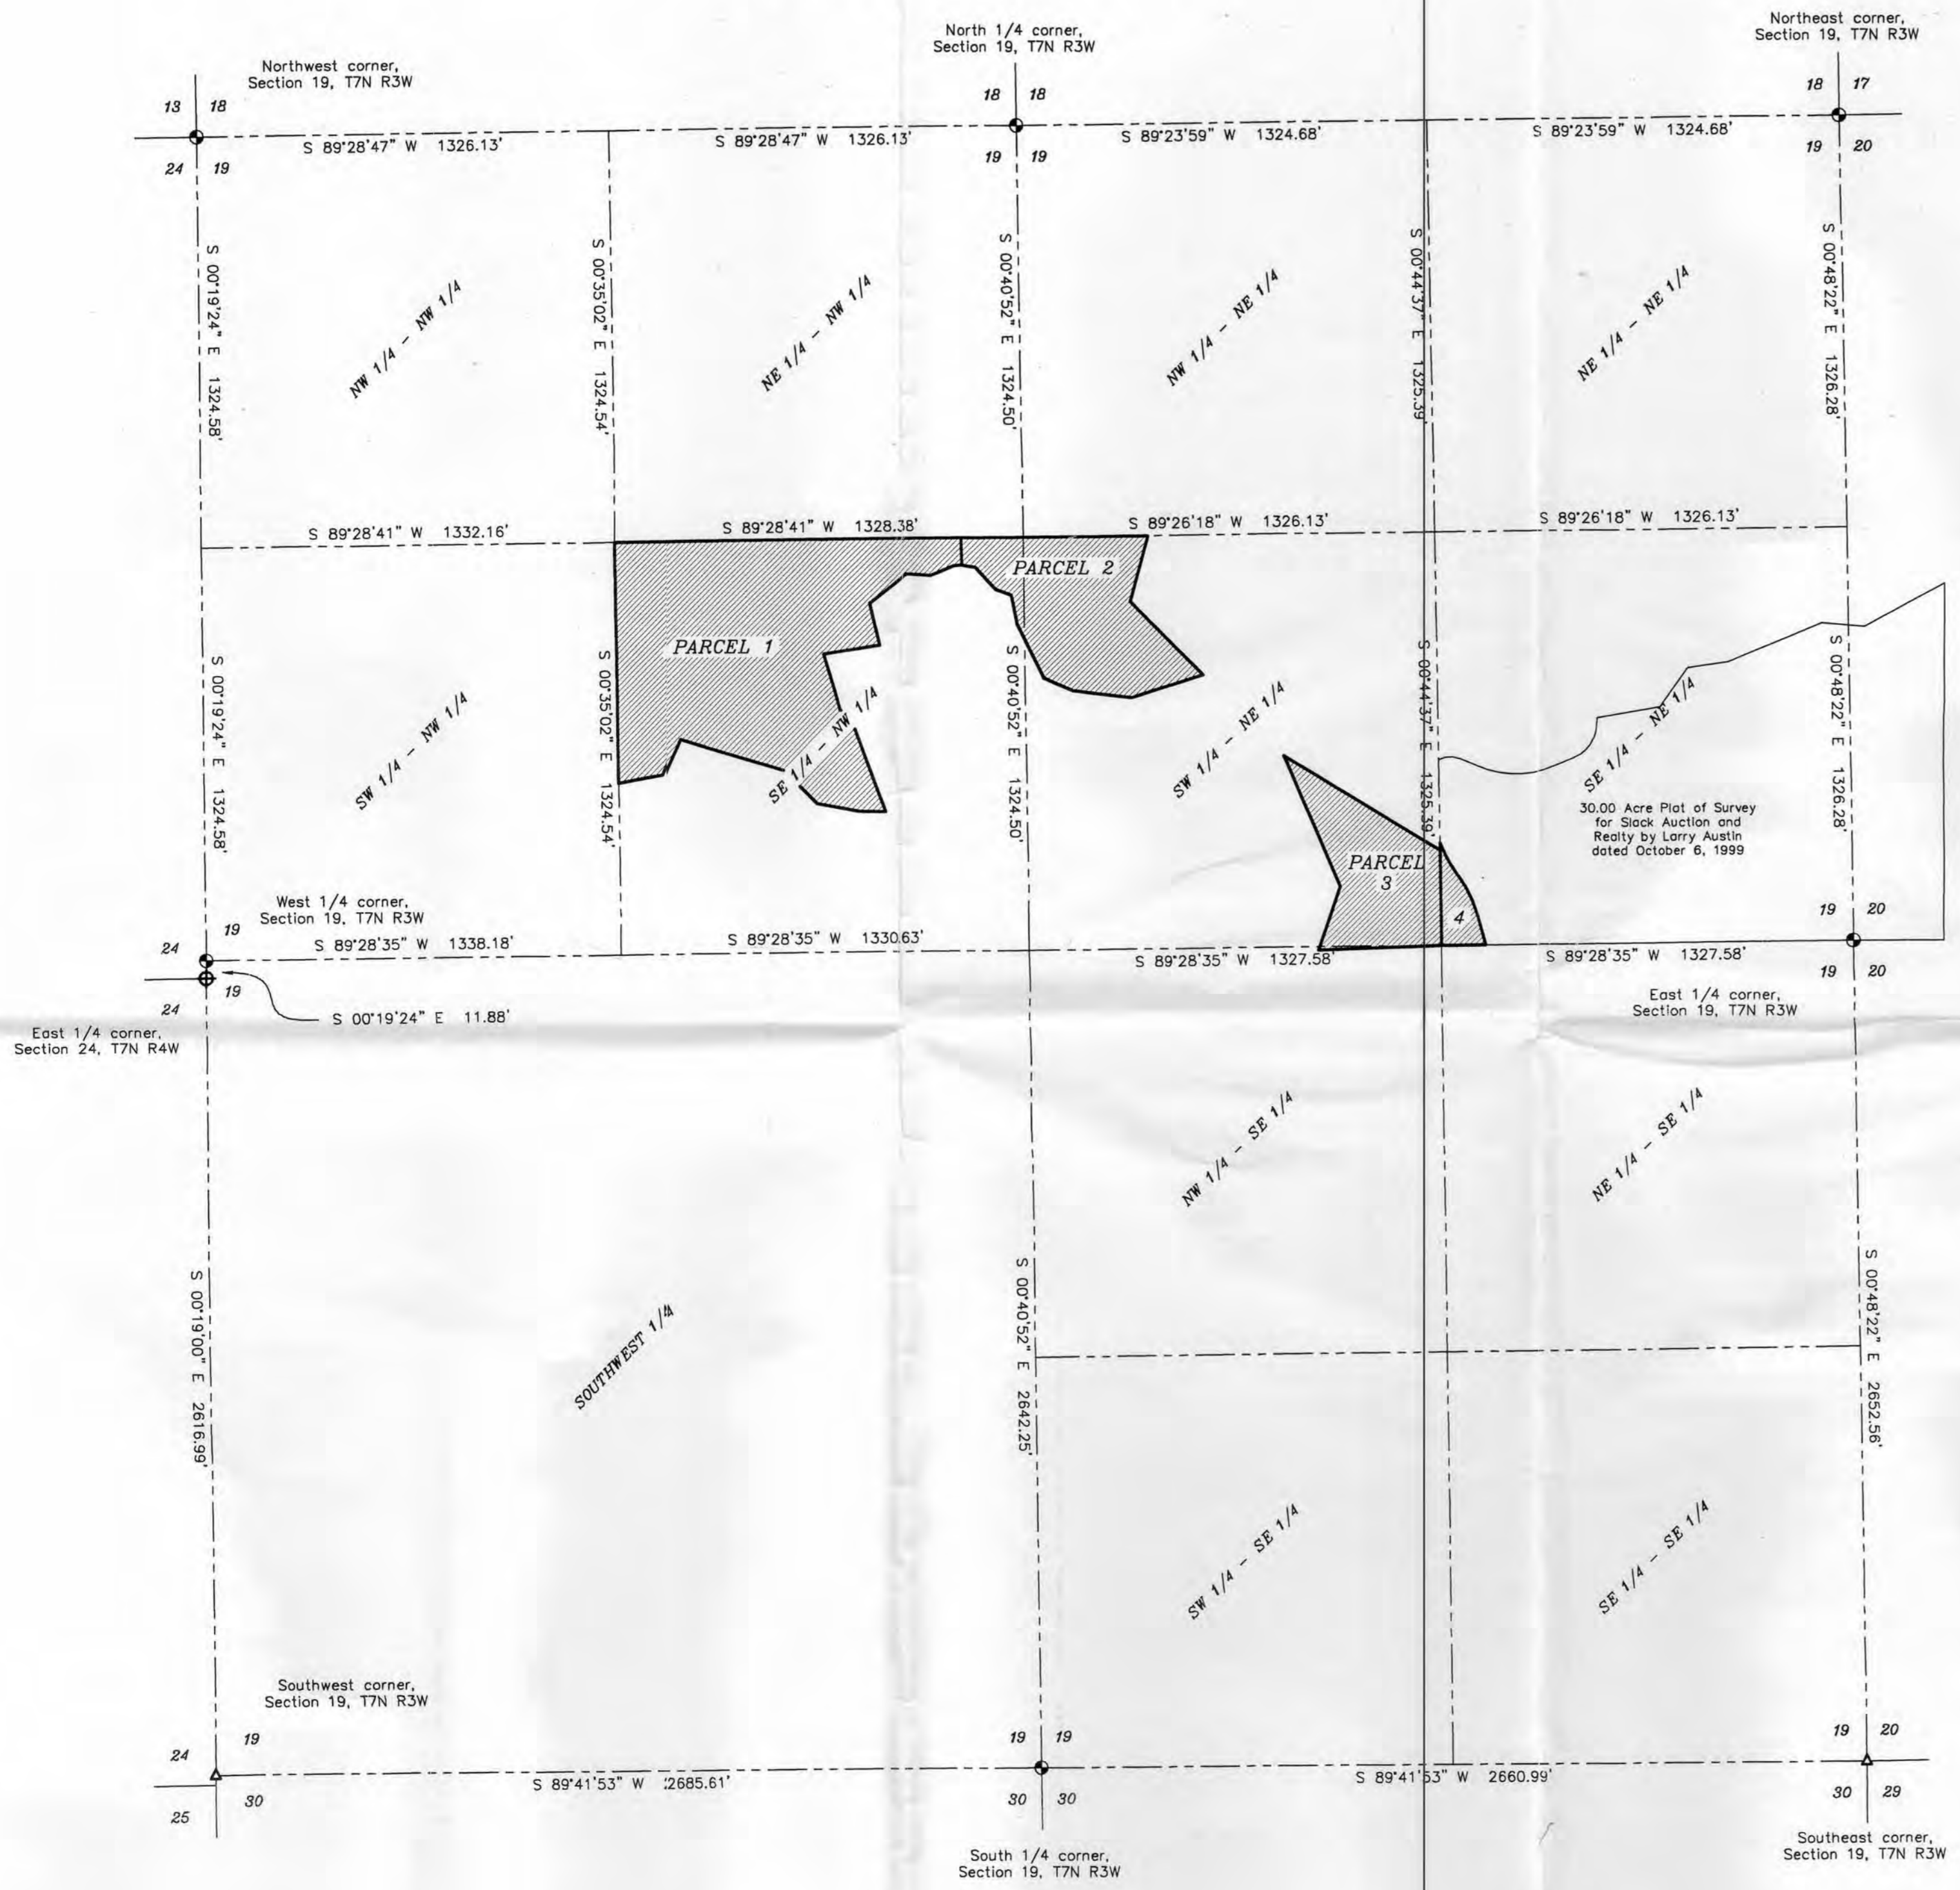 North 1/4 corner,
Section 19, T7N R3W
Northeast corner,
Section 19, T7N R3W
Northwest corner,
Section 19, T7N R3W
13 18
18 18
18 17
S 89°28'47" W 1326.13'
S 89°28'47" W 1326.13'
S 89°23'59" W 1324.68'
S 89°23'59" W 1324.68'
24 19
19 19
19 20
S 00°19'24" E 1324.58'
S 00°35'02" E 1324.54'
S 00°40'52" E 1324.50'
S 00°44'37" E 1325.39'
S 00°48'22" E 1326.28'
NW 1/4 - NW 1/4
NE 1/4 - NW 1/4
NW 1/4 - NE 1/4
NE 1/4 - NE 1/4
S 89°28'41" W 1332.16'
S 89°28'41" W 1328.38'
S 89°26'18" W 1326.13'
S 89°26'18" W 1326.13'
PARCEL 1
PARCEL 2
S 00°19'24" E 1324.58'
S 00°35'02" E 1324.54'
S 00°40'52" E 1324.50'
S 00°44'37" E 1325.39'
S 00°48'22" E 1326.28'
SW 1/4 - NW 1/4
SE 1/4 - NW 1/4
SW 1/4 - NE 1/4
SE 1/4 - NE 1/4
30.00 Acre Plat of Survey
for Slack Auction and
Realty by Larry Austin
dated October 6, 1999
PARCEL
3
4
West 1/4 corner,
Section 19, T7N R3W
24 19
19 20
S 89°28'35" W 1338.18'
S 89°28'35" W 1330.63'
S 89°28'35" W 1327.58'
S 89°28'35" W 1327.58'
19 20
24 19
S 00°19'24" E 11.88'
East 1/4 corner,
Section 24, T7N R4W
East 1/4 corner,
Section 19, T7N R3W
NW 1/4 - SE 1/4
NE 1/4 - SE 1/4
S 00°19'00" E 2616.99'
SOUTHWEST 1/4
S 00°40'52" E 2642.25'
S 00°48'22" E 2652.56'
SW 1/4 - SE 1/4
SE 1/4 - SE 1/4
Southwest corner,
Section 19, T7N R3W
24 19
19 19
19 20
S 89°41'53" W 2685.61'
S 89°41'53" W 2660.99'
25 30
30 30
30 29
South 1/4 corner,
Section 19, T7N R3W
Southeast corner,
Section 19, T7N R3W